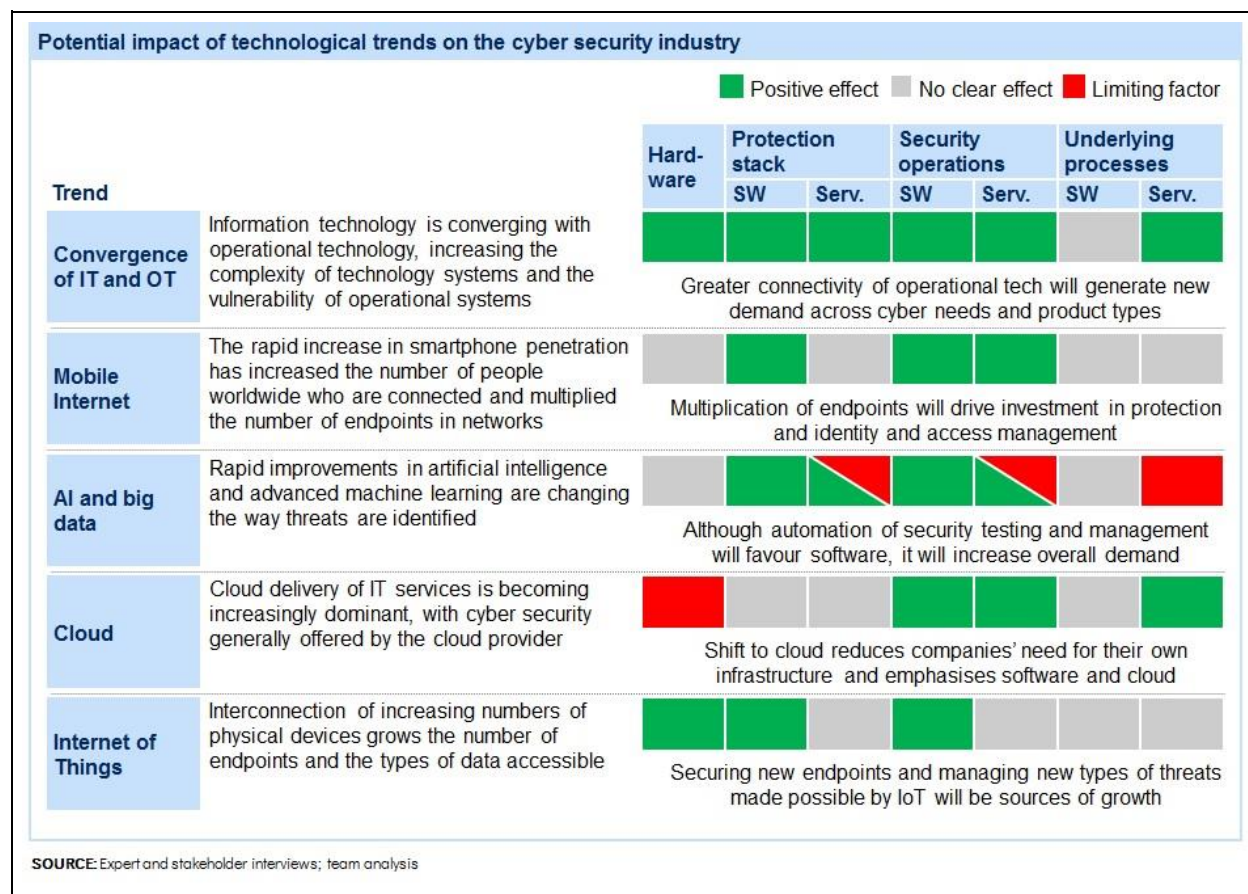 Potential impact of technological trends on the cyber security industry
Positive effect No clear effect Limiting factor
Hard-
ware
Protection
stack
Security
operations
Underlying
processes
Trend
SW Serv. SW Serv. SW Serv.
Convergence
of IT and OT
Information technology is converging with
operational technology, increasing the
complexity of technology systems and the
vulnerability of operational systems
Greater connectivity of operational tech will generate new
demand across cyber needs and product types
Mobile
Internet
The rapid increase in smartphone penetration
has increased the number of people
worldwide who are connected and multiplied
the number of endpoints in networks
Multiplication of endpoints will drive investment in protection
and identity and access management
AI and big
data
Rapid improvements in artificial intelligence
and advanced machine learning are changing
the way threats are identified
Although automation of security testing and management
will favour software, it will increase overall demand
Cloud
Cloud delivery of IT services is becoming
increasingly dominant, with cyber security
generally offered by the cloud provider
Shift to cloud reduces companies' need for their own
infrastructure and emphasises software and cloud
Internet of
Things
Interconnection of increasing numbers of
physical devices grows the number of
endpoints and the types of data accessible
Securing new endpoints and managing new types of threats
made possible by IoT will be sources of growth
SOURCE: Expert and stakeholder interviews; team analysis